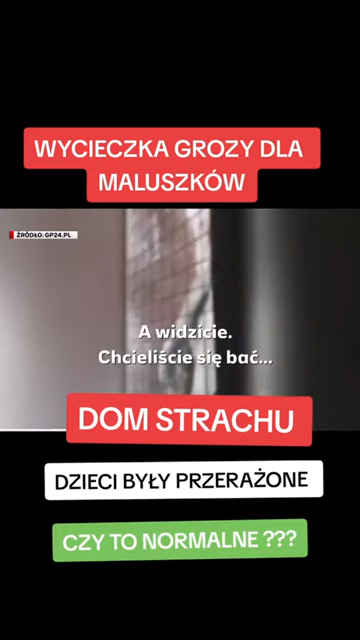 WYCIECZKA GROZY DLA
MALUSZKÓW
ŹRÓDŁO: GP24.PL
A widzicie.
Chcieliście się bać...
DOM STRACHU
DZIECI BYŁY PRZERAŻONE
CZY TO NORMALNE ???